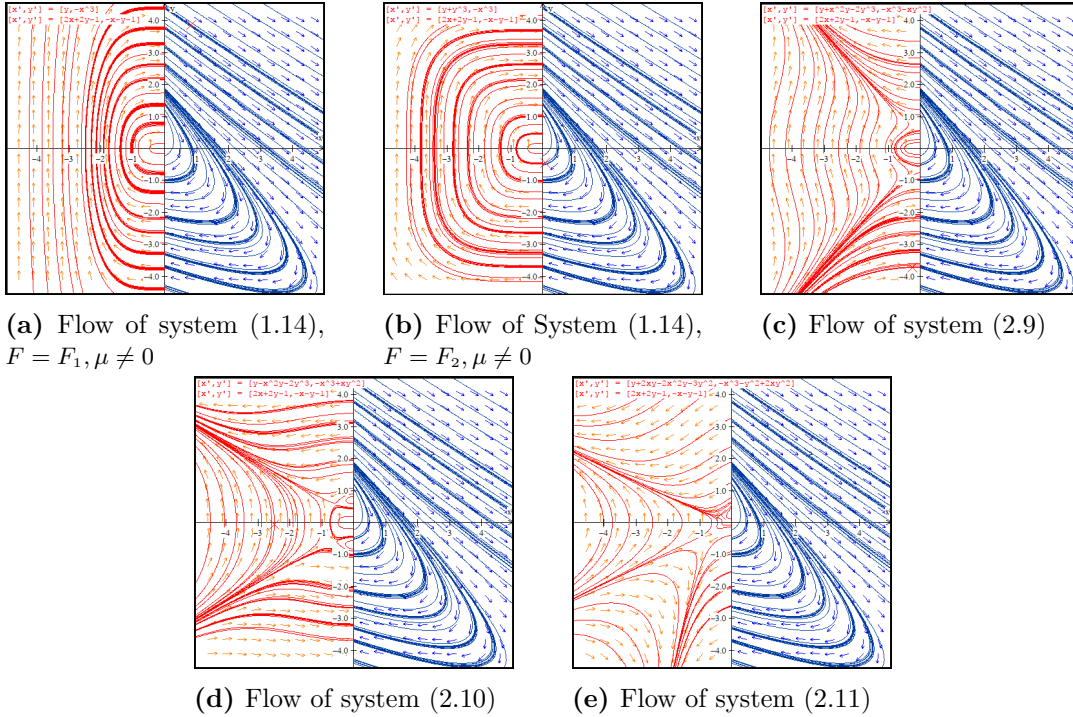 [x',y'] = [y,-x^3]
[x',y'] = [2x+2y-1,-x-y-1]
[x',y'] = [y+y^3,-x^3]
[x',y'] = [2x+2y-1,-x-y-1]
[x',y'] = [y+x^2y-2y^3,-x^3-xy^2]
[x',y'] = [2x+2y-1,-x-y-1]
(a) Flow of system (1.14),
F = F₁, μ ≠ 0
(b) Flow of System (1.14),
F = F₂, μ ≠ 0
(c) Flow of system (2.9)
[x',y'] = [y-x^2y-2y^3,-x^3+xy^2]
[x',y'] = [2x+2y-1,-x-y-1]
[x',y'] = [y+2xy-2x^2y-3y^2,-x^3-y^2+2xy^2]
[x',y'] = [2x+2y-1,-x-y-1]
(d) Flow of system (2.10)
(e) Flow of system (2.11)